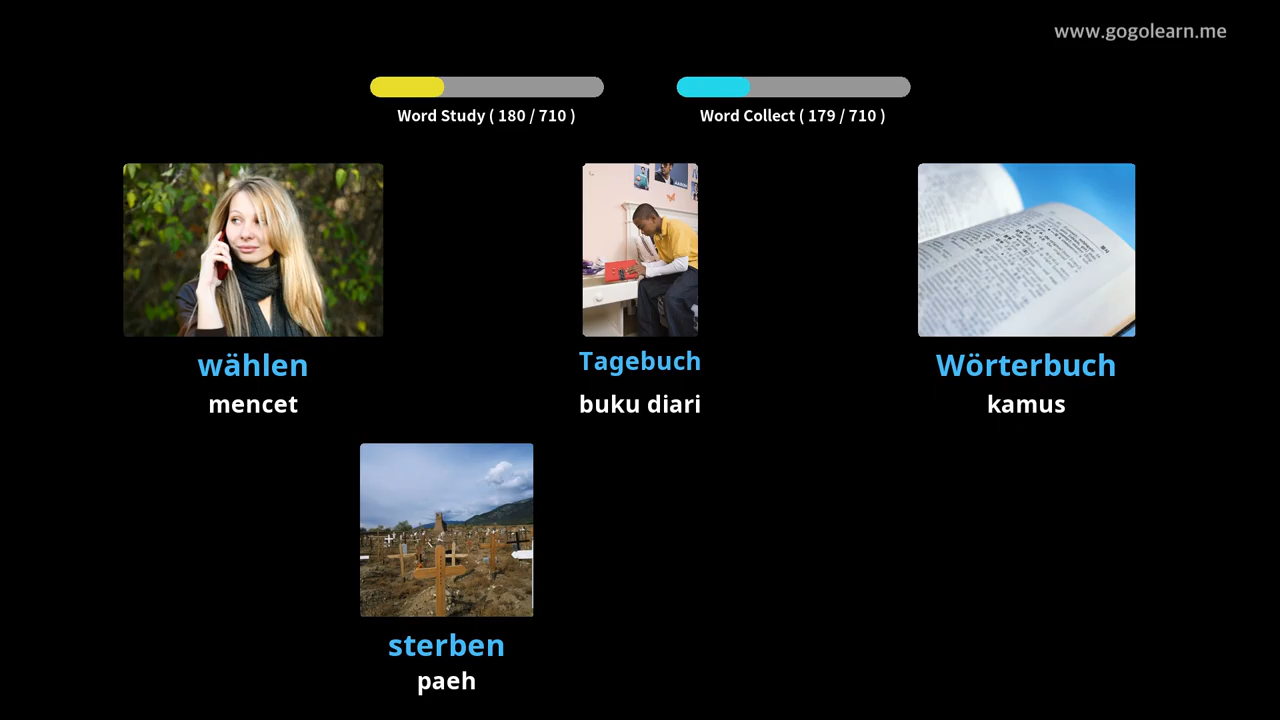 www.gogolearn.me
Word Study ( 180 / 710 )
Word Collect ( 179 / 710 )
wählen
mencet
Tagebuch
buku diari
Wörterbuch
kamus
sterben
paeh